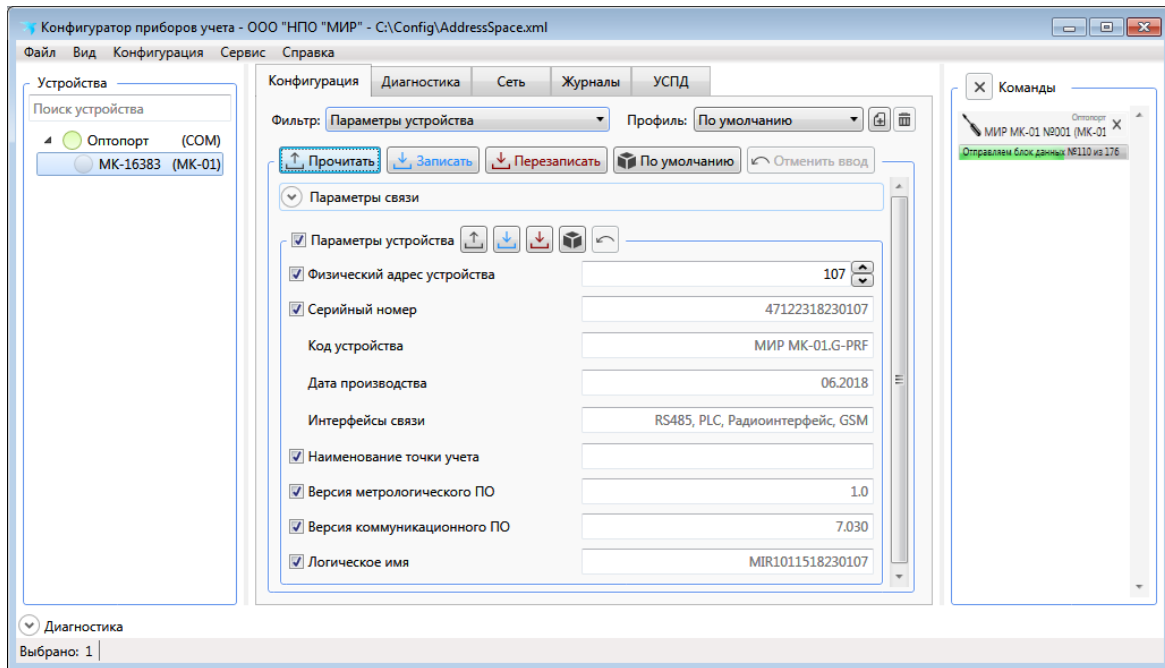 Конфигуратор приборов учета - ООО "НПО "МИР" - C:\Config\AddressSpace.xml
Файл Вид Конфигурация Сервис Справка
Устройства
Поиск устройства
Оптопорт (COM)
МК-16383 (МК-01)
Конфигурация Диагностика Сеть Журналы УСПД
Фильтр: Параметры устройства Профиль: По умолчанию
Прочитать Записать Перезаписать По умолчанию Отменить ввод
Параметры связи
Параметры устройства
Физический адрес устройства 107
Серийный номер 47122318230107
Код устройства МИР МК-01.G-PRF
Дата производства 06.2018
Интерфейсы связи RS485, PLC, Радиоинтерфейс, GSM
Наименование точки учета
Версия метрологического ПО 1.0
Версия коммуникационного ПО 7.030
Логическое имя MIR1011518230107
Команды
Оптопорт
МИР МК-01 №001 (МК-01
Отправляем блок данных №110 из 176
Диагностика
Выбрано: 1